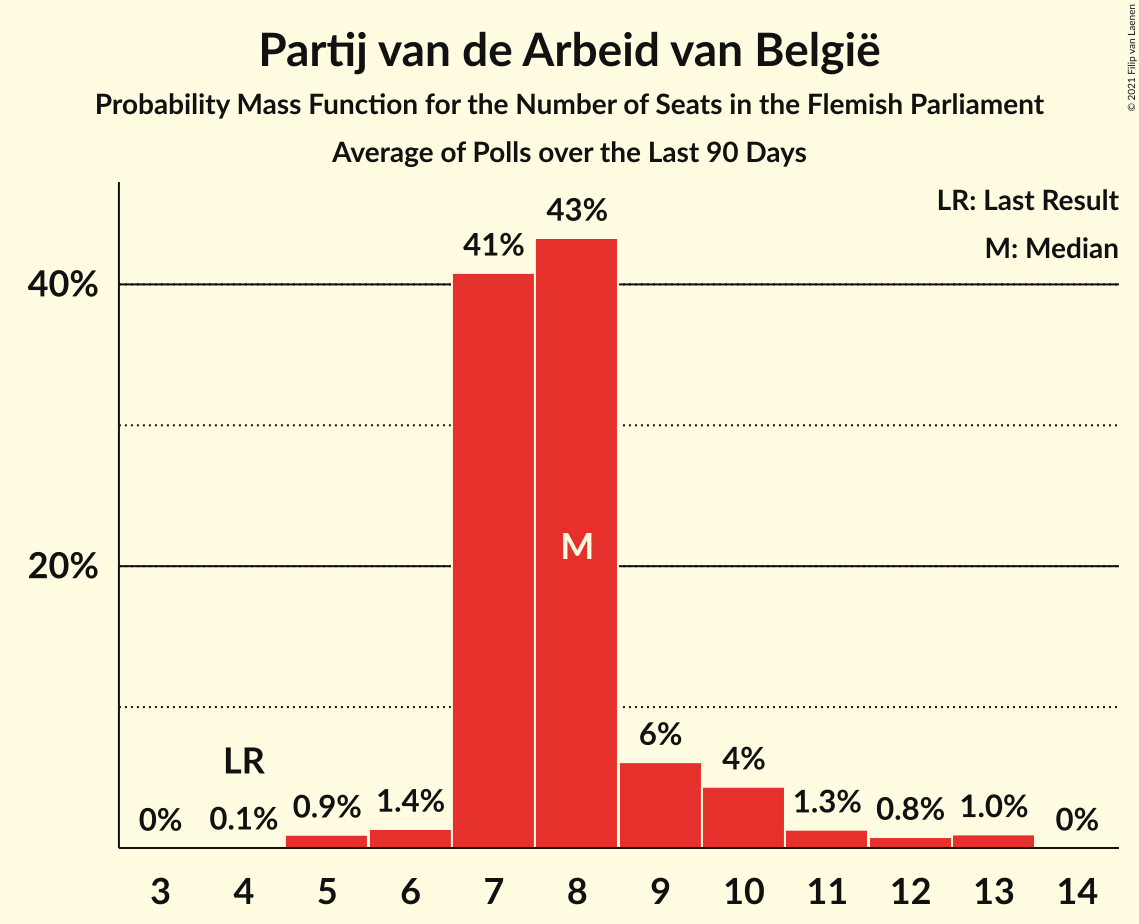 Partij van de Arbeid van België
Probability Mass Function for the Number of Seats in the Flemish Parliament
Average of Polls over the Last 90 Days
© 2021 Filip van Laenen
LR: Last Result
M: Median
43%
41%
40%
M
20%
6%
4%
LR
0% 0.1% 0.9% 1.4% 1.3% 0.8% 1.0% 0%
3 4 5 6 7 8 9 10 11 12 13 14